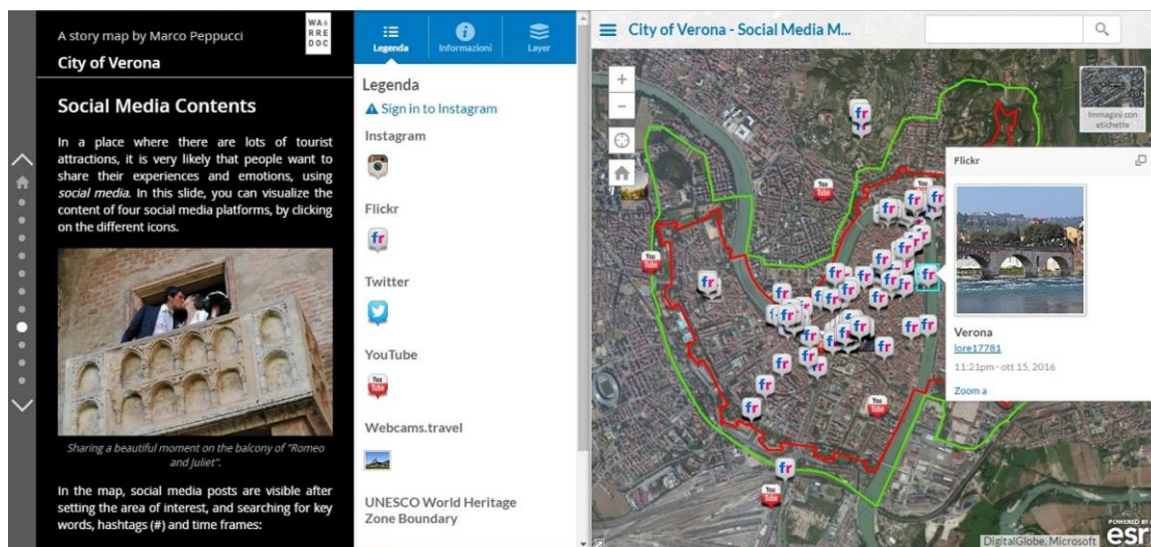 A story map by Marco Peppucci
WA
RRE
DOC
City of Verona
Social Media Contents
In a place where there are lots of tourist
attractions, it is very likely that people want to
share their experiences and emotions, using
social media. In this slide, you can visualize the
content of four social media platforms, by clicking
on the different icons.
Sharing a beautiful moment on the balcony of "Romeo
and Juliet".
In the map, social media posts are visible after
setting the area of interest, and searching for key
words, hashtags (#) and time frames:
Legenda
Informazioni
Layer
Legenda
Sign in to Instagram
Instagram
Flickr
fr
Twitter
YouTube
You
Tube
Webcams.travel
UNESCO World Heritage
Zone Boundary
City of Verona - Social Media M...
Immagini con
etichette
Flickr
Verona
lore17781
11:21pm - ott 15, 2016
Zoom a
POWERED BY
esri
DigitalGlobe, Microsoft